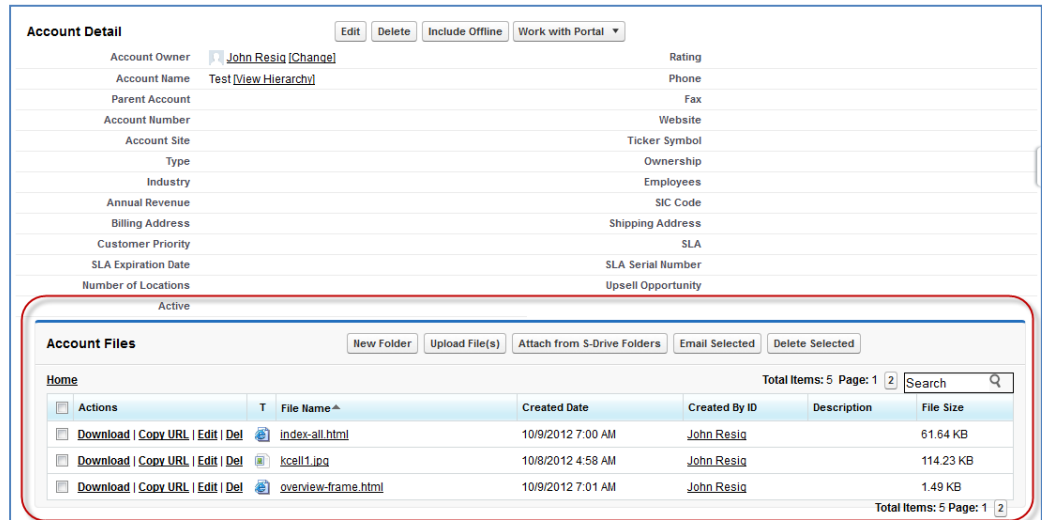 Account Detail Edit Delete Include Offline Work with Portal
Account Owner John Resig [Change] Rating
Account Name Test [View Hierarchy] Phone
Parent Account Fax
Account Number Website
Account Site Ticker Symbol
Type Ownership
Industry Employees
Annual Revenue SIC Code
Billing Address Shipping Address
Customer Priority SLA
SLA Expiration Date SLA Serial Number
Number of Locations Upsell Opportunity
Active
Account Files New Folder Upload File(s) Attach from S-Drive Folders Email Selected Delete Selected
Home Total Items: 5 Page: 1 2 Search
Actions T File Name Created Date Created By ID Description File Size
Download | Copy URL | Edit | Del index-all.html 10/9/2012 7:00 AM John Resig 61.64 KB
Download | Copy URL | Edit | Del kcell1.jpg 10/8/2012 4:58 AM John Resig 114.23 KB
Download | Copy URL | Edit | Del overview-frame.html 10/9/2012 7:01 AM John Resig 1.49 KB
Total Items: 5 Page: 1 2